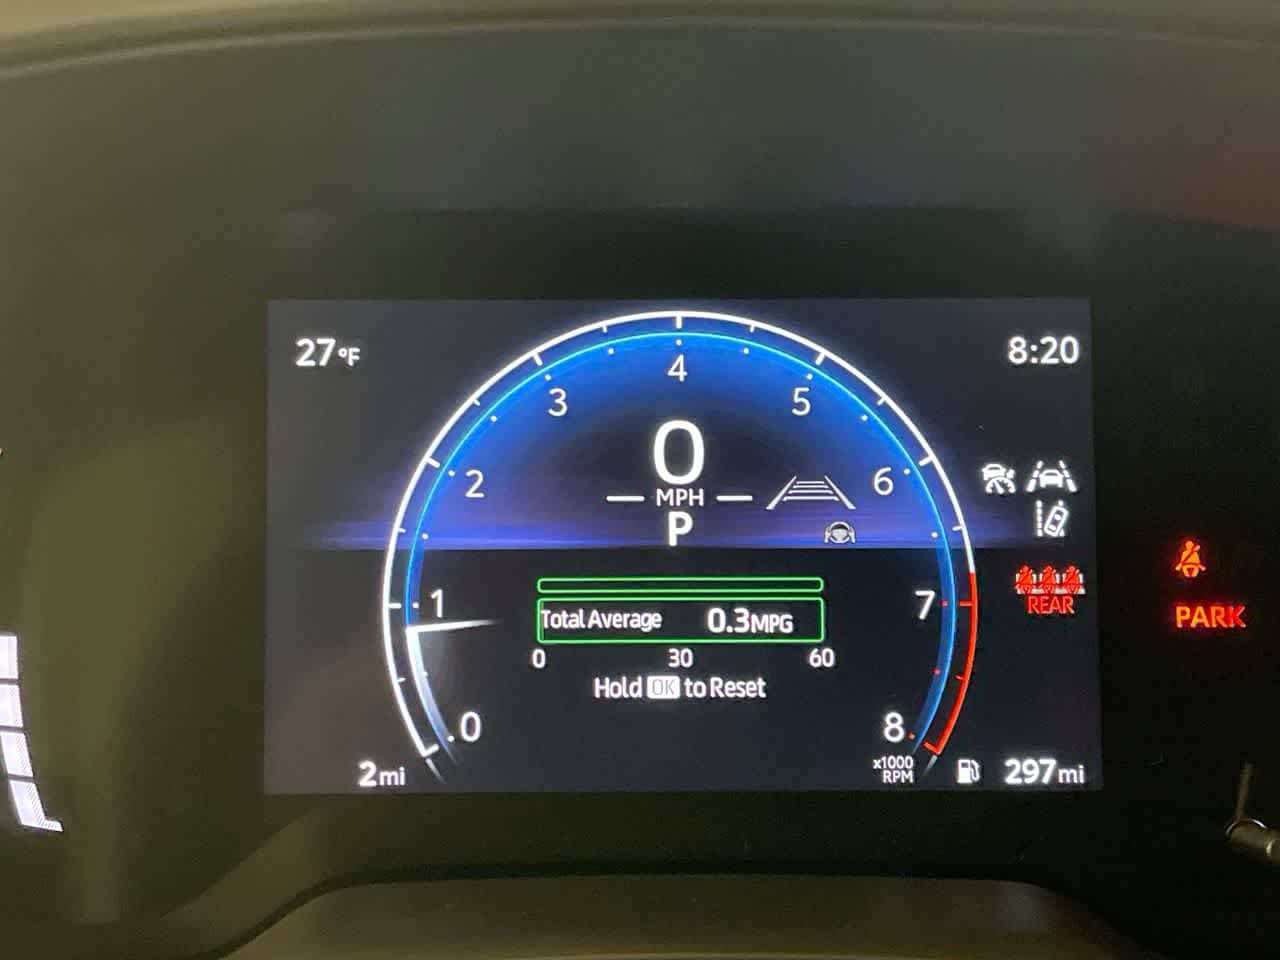 27°F
8:20
4
3
5
0
2
6
MPH
P
1
7
REAR
PARK
Total Average 0.3MPG
0 30 60
Hold OK to Reset
0
8
x1000
RPM
2mi
297mi